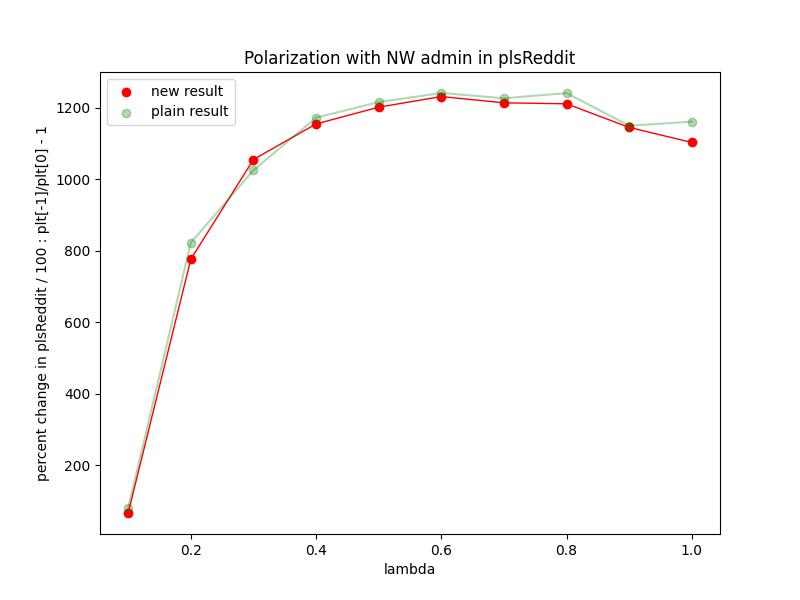 Polarization with NW admin in plsReddit
new result
plain result
percent change in plsReddit / 100 : plt[-1]/plt[0] - 1
1200
1000
800
600
400
200
0.2 0.4 0.6 0.8 1.0
lambda